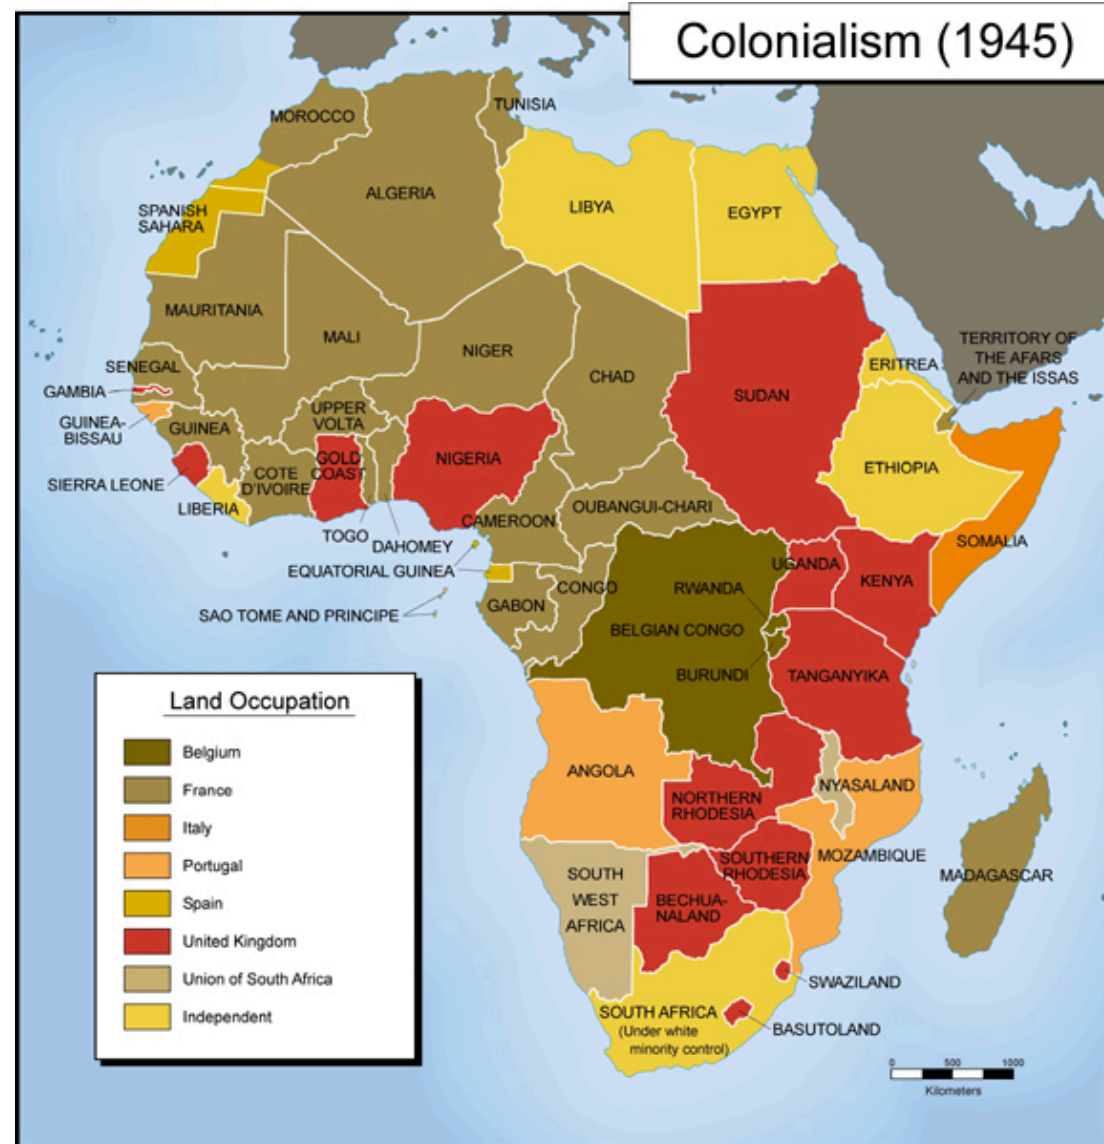 Colonialism (1945)
MOROCCO
TUNISIA
ALGERIA
LIBYA
EGYPT
SPANISH
SAHARA
MAURITANIA
MALI
NIGER
CHAD
SUDAN
ERITREA
TERRITORY OF
THE AFARS
AND THE ISSAS
SENEGAL
GAMBIA
GUINEA-
BISSAU
GUINEA
UPPER
VOLTA
SIERRA LEONE
LIBERIA
COTE
D'IVOIRE
GOLD
COAST
TOGO
DAHOMEY
NIGERIA
CAMEROON
OUBANGUI-CHARI
ETHIOPIA
SOMALIA
EQUATORIAL GUINEA
SAO TOME AND PRINCIPE
GABON
CONGO
RWANDA
BELGIAN CONGO
BURUNDI
UGANDA
KENYA
TANGANYIKA
ANGOLA
NORTHERN
RHODESIA
NYASALAND
SOUTHERN
RHODESIA
MOZAMBIQUE
MADAGASCAR
SOUTH
WEST
AFRICA
BECHUA-
NALAND
SWAZILAND
SOUTH AFRICA
(Under white
minority control)
BASUTOLAND
Land Occupation
Belgium
France
Italy
Portugal
Spain
United Kingdom
Union of South Africa
Independent
0 500 1000
Kilometers